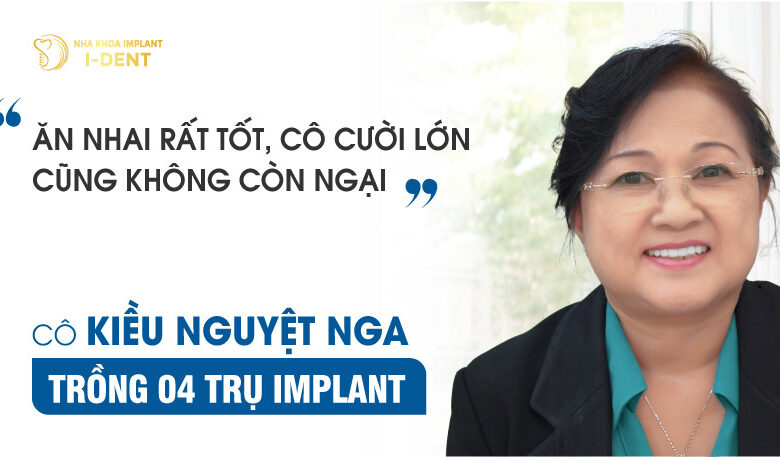 NHA KHOA IMPLANT
I-DENT
“ ĂN NHAI RẤT TỐT, CÔ CƯỜI LỚN
CŨNG KHÔNG CÒN NGẠI ”
CÔ KIỀU NGUYỆT NGA
TRỒNG 04 TRỤ IMPLANT